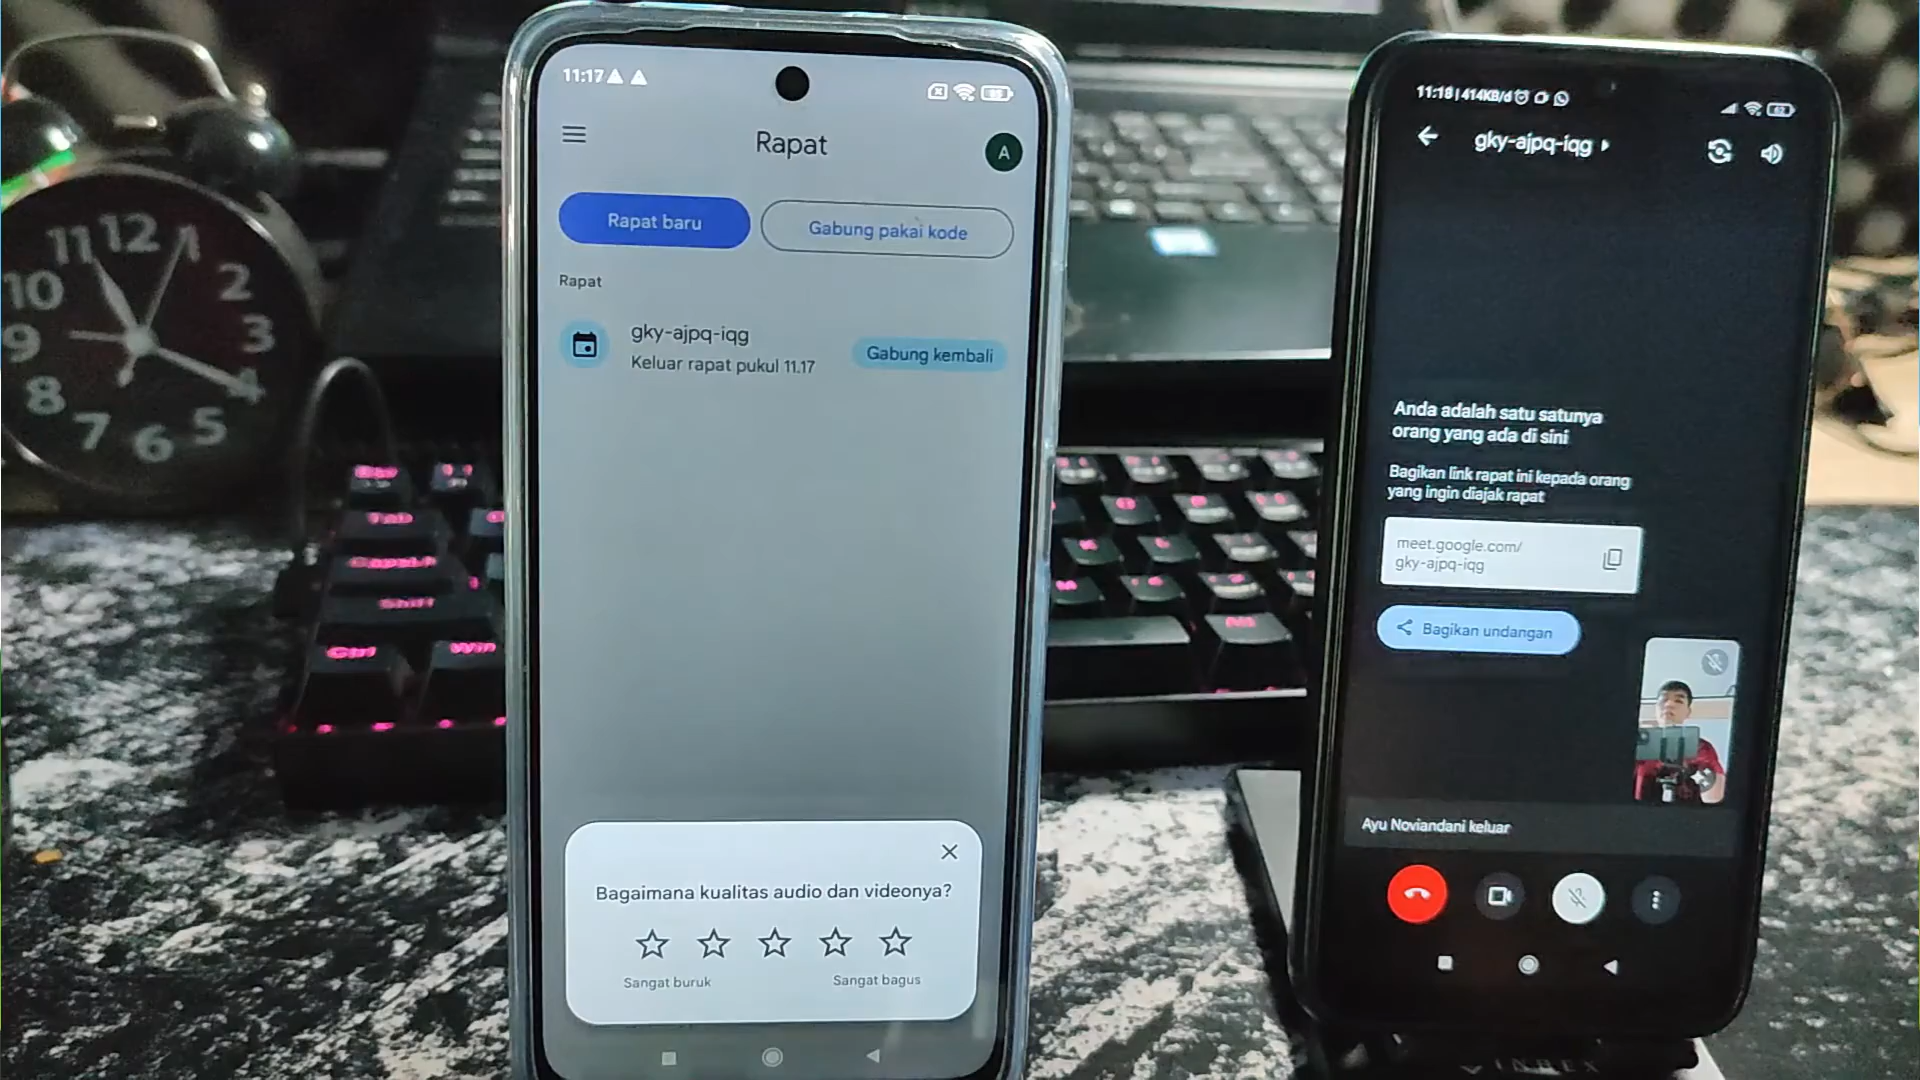 11:17
Rapat
A
Rapat baru
Gabung pakai kode
Rapat
gky-ajpq-iqg
Keluar rapat pukul 11.17
Gabung kembali
Bagaimana kualitas audio dan videonya?
Sangat buruk
Sangat bagus
11:18 | 414KB/d
gky-ajpq-iqg
Anda adalah satu satunya
orang yang ada di sini
Bagikan link rapat ini kepada orang
yang ingin diajak rapat
meet.google.com/
gky-ajpq-iqg
Bagikan undangan
Ayu Noviandani keluar
12
1
2
3
4
5
6
7
8
9
10
11
Esc
Tab
Shift
Ctrl
Win